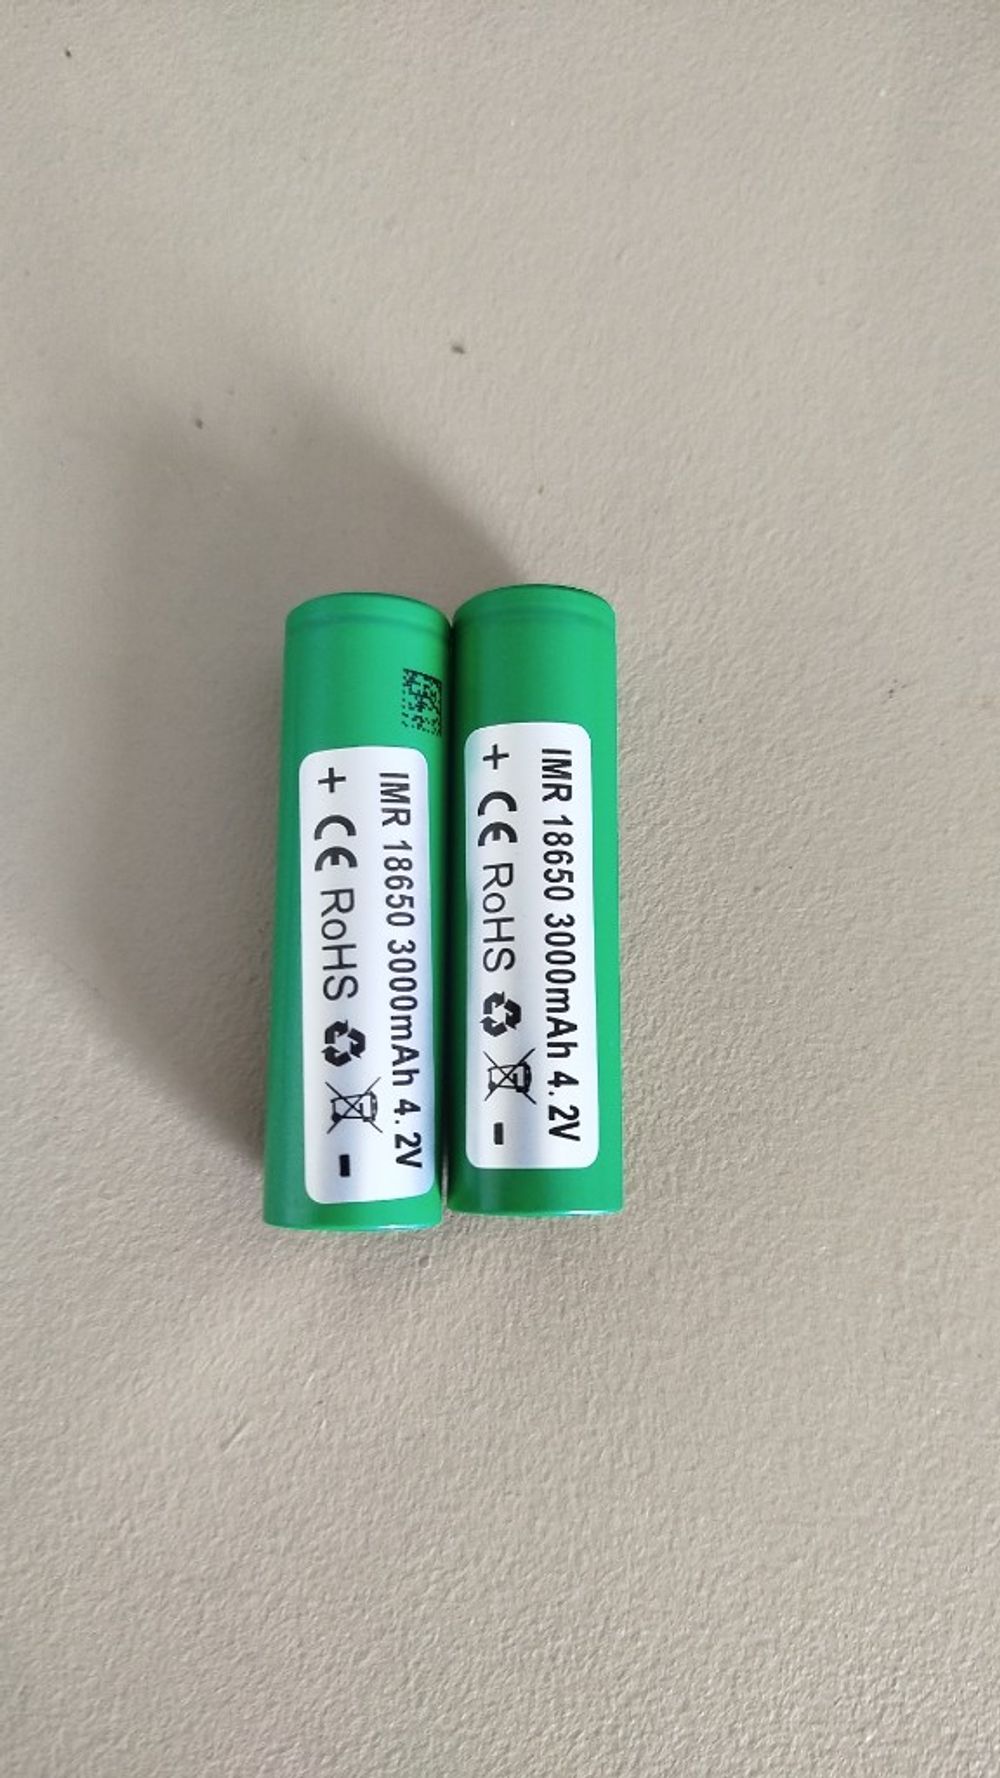 IMR 18650 3000mAh 4.2V
+ CE RoHS -
IMR 18650 3000mAh 4.2V
+ CE RoHS -